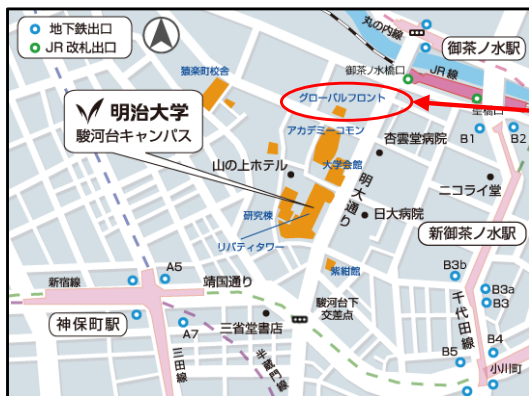 地下鉄出口
JR 改札出口
丸の内線
御茶ノ水駅
猿楽町校舎
御茶ノ水橋口
JR 線
グローバルフロント
明治大学
駿河台キャンパス
アカデミーコモン
杏雲堂病院
B1
B2
山の上ホテル
大学会館
明大通り
ニコライ堂
研究棟
日大病院
リバティタワー
新御茶ノ水駅
紫紺館
B3b
新宿線
A5
靖国通り
千代田線
B3a
B3
駿河台下
交差点
神保町駅
A7
三省堂書店
三田線
半蔵門線
B4
B5
小川町